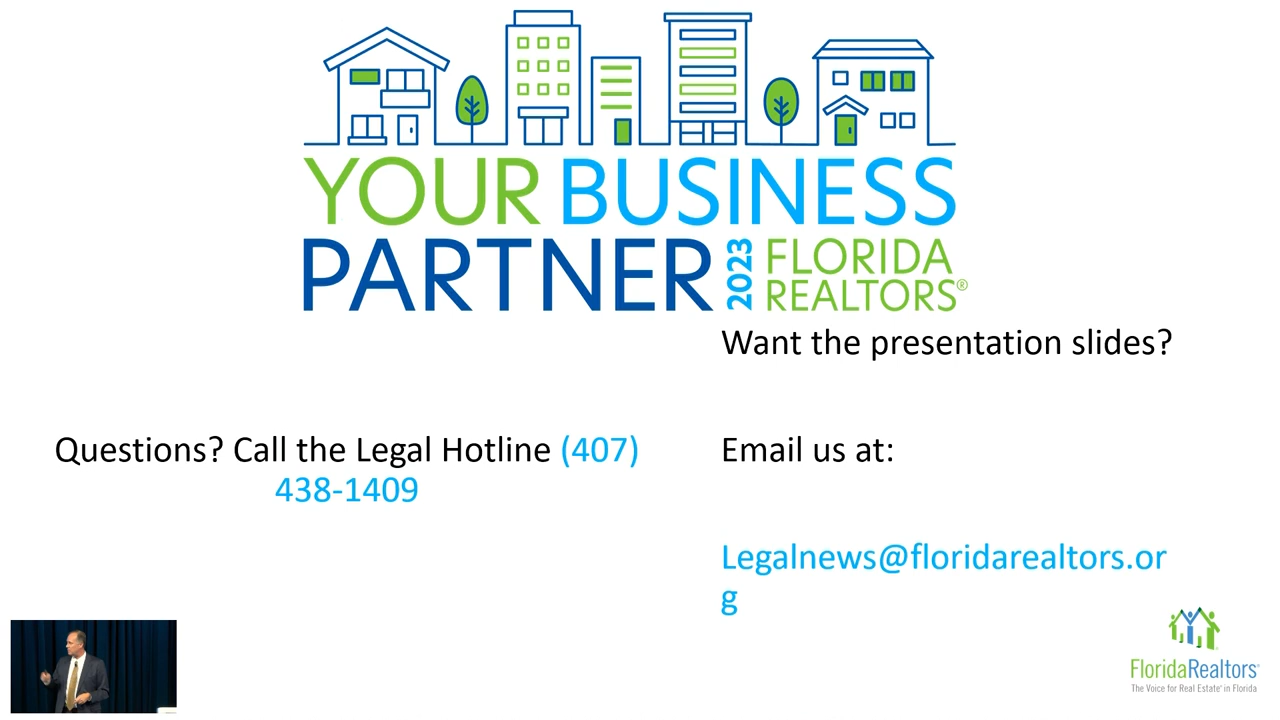 YOUR BUSINESS
PARTNER 2023 FLORIDA
REALTORS®
Want the presentation slides?
Questions? Call the Legal Hotline (407)
438-1409
Email us at:
Legalnews@floridarealtors.or
g
FloridaRealtors®
The Voice for Real Estate® in Florida